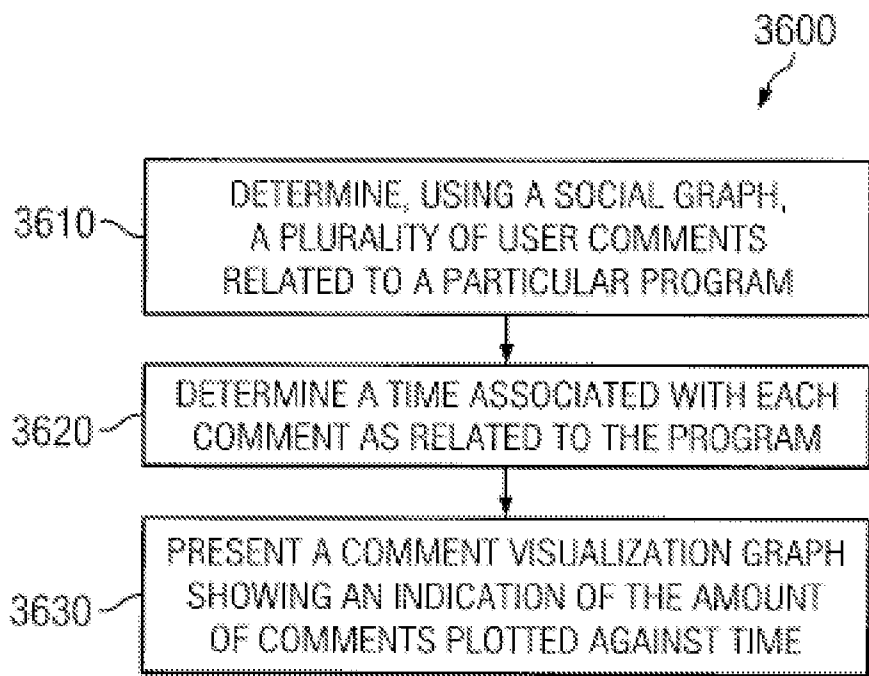 3600
3610
DETERMINE, USING A SOCIAL GRAPH,
A PLURALITY OF USER COMMENTS
RELATED TO A PARTICULAR PROGRAM
3620
DETERMINE A TIME ASSOCIATED WITH EACH
COMMENT AS RELATED TO THE PROGRAM
3630
PRESENT A COMMENT VISUALIZATION GRAPH
SHOWING AN INDICATION OF THE AMOUNT
OF COMMENTS PLOTTED AGAINST TIME